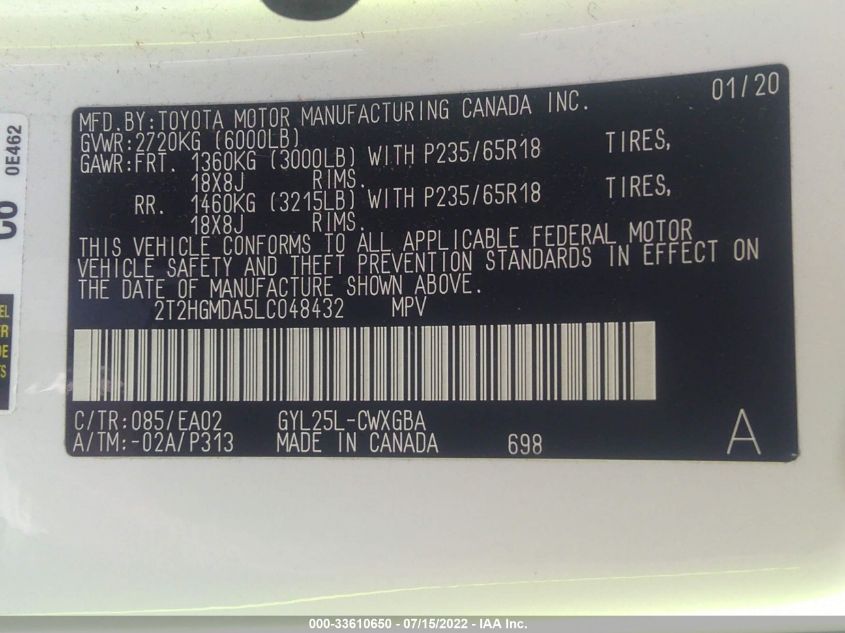 01/20
MFD.BY:TOYOTA MOTOR MANUFACTURING CANADA INC.
GVWR:2720KG (6000LB)
GAWR:FRT. 1360KG (3000LB) WITH P235/65R18 TIRES,
18X8J RIMS.
RR. 1460KG (3215LB) WITH P235/65R18 TIRES,
18X8J RIMS.
THIS VEHICLE CONFORMS TO ALL APPLICABLE FEDERAL MOTOR
VEHICLE SAFETY AND THEFT PREVENTION STANDARDS IN EFFECT ON
THE DATE OF MANUFACTURE SHOWN ABOVE.
2T2HGMDA5LC048432 MPV
C/TR:085/EA02 GYL25L-CWXGBA
A/TM:-02A/P313 MADE IN CANADA 698 A
0E462
000-33610650 - 07/15/2022 - IAA Inc.